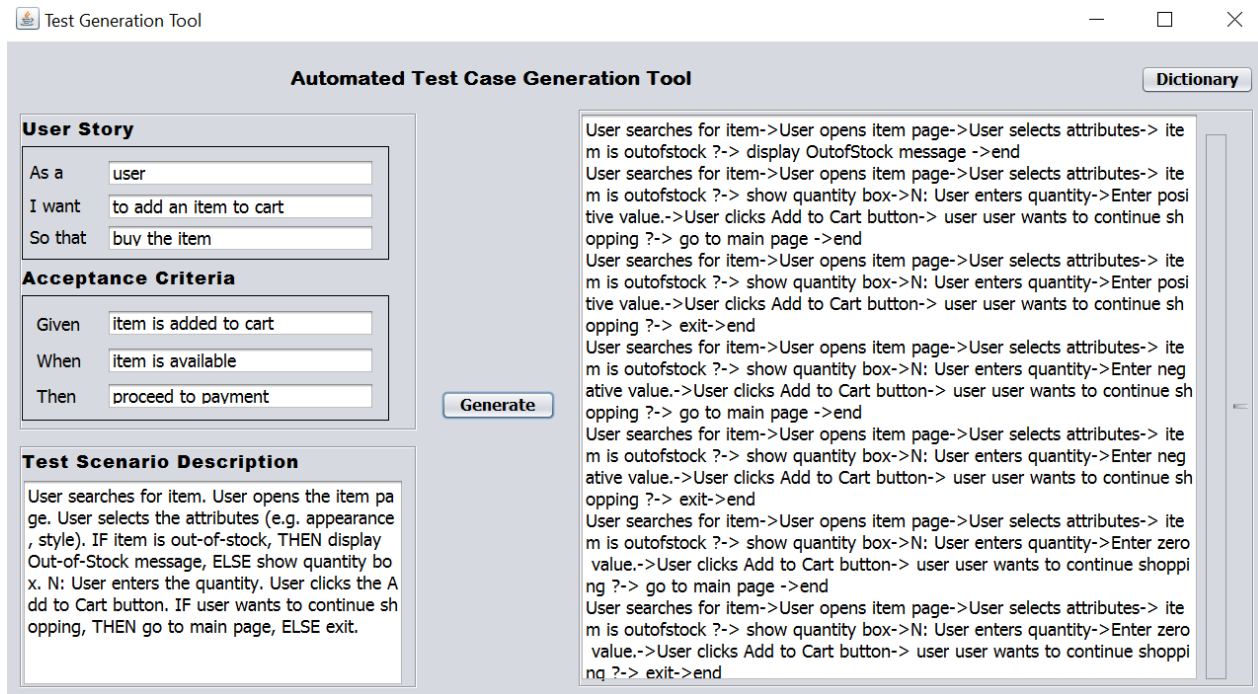 Test Generation Tool
Automated Test Case Generation Tool
Dictionary
User Story
As a user
I want to add an item to cart
So that buy the item
Acceptance Criteria
Given item is added to cart
When item is available
Then proceed to payment
Test Scenario Description
User searches for item. User opens the item pa
ge. User selects the attributes (e.g. appearance
, style). IF item is out-of-stock, THEN display
Out-of-Stock message, ELSE show quantity bo
x. N: User enters the quantity. User clicks the A
dd to Cart button. IF user wants to continue sh
opping, THEN go to main page, ELSE exit.
Generate
User searches for item->User opens item page->User selects attributes-> ite
m is outofstock ?-> display OutofStock message ->end
User searches for item->User opens item page->User selects attributes-> ite
m is outofstock ?-> show quantity box->N: User enters quantity->Enter posi
tive value.->User clicks Add to Cart button-> user user wants to continue sh
opping ?-> go to main page ->end
User searches for item->User opens item page->User selects attributes-> ite
m is outofstock ?-> show quantity box->N: User enters quantity->Enter posi
tive value.->User clicks Add to Cart button-> user user wants to continue sh
opping ?-> exit->end
User searches for item->User opens item page->User selects attributes-> ite
m is outofstock ?-> show quantity box->N: User enters quantity->Enter neg
ative value.->User clicks Add to Cart button-> user user wants to continue sh
opping ?-> go to main page ->end
User searches for item->User opens item page->User selects attributes-> ite
m is outofstock ?-> show quantity box->N: User enters quantity->Enter neg
ative value.->User clicks Add to Cart button-> user user wants to continue sh
opping ?-> exit->end
User searches for item->User opens item page->User selects attributes-> ite
m is outofstock ?-> show quantity box->N: User enters quantity->Enter zero
value.->User clicks Add to Cart button-> user user wants to continue shoppi
ng ?-> go to main page ->end
User searches for item->User opens item page->User selects attributes-> ite
m is outofstock ?-> show quantity box->N: User enters quantity->Enter zero
value.->User clicks Add to Cart button-> user user wants to continue shoppi
ng ?-> exit->end